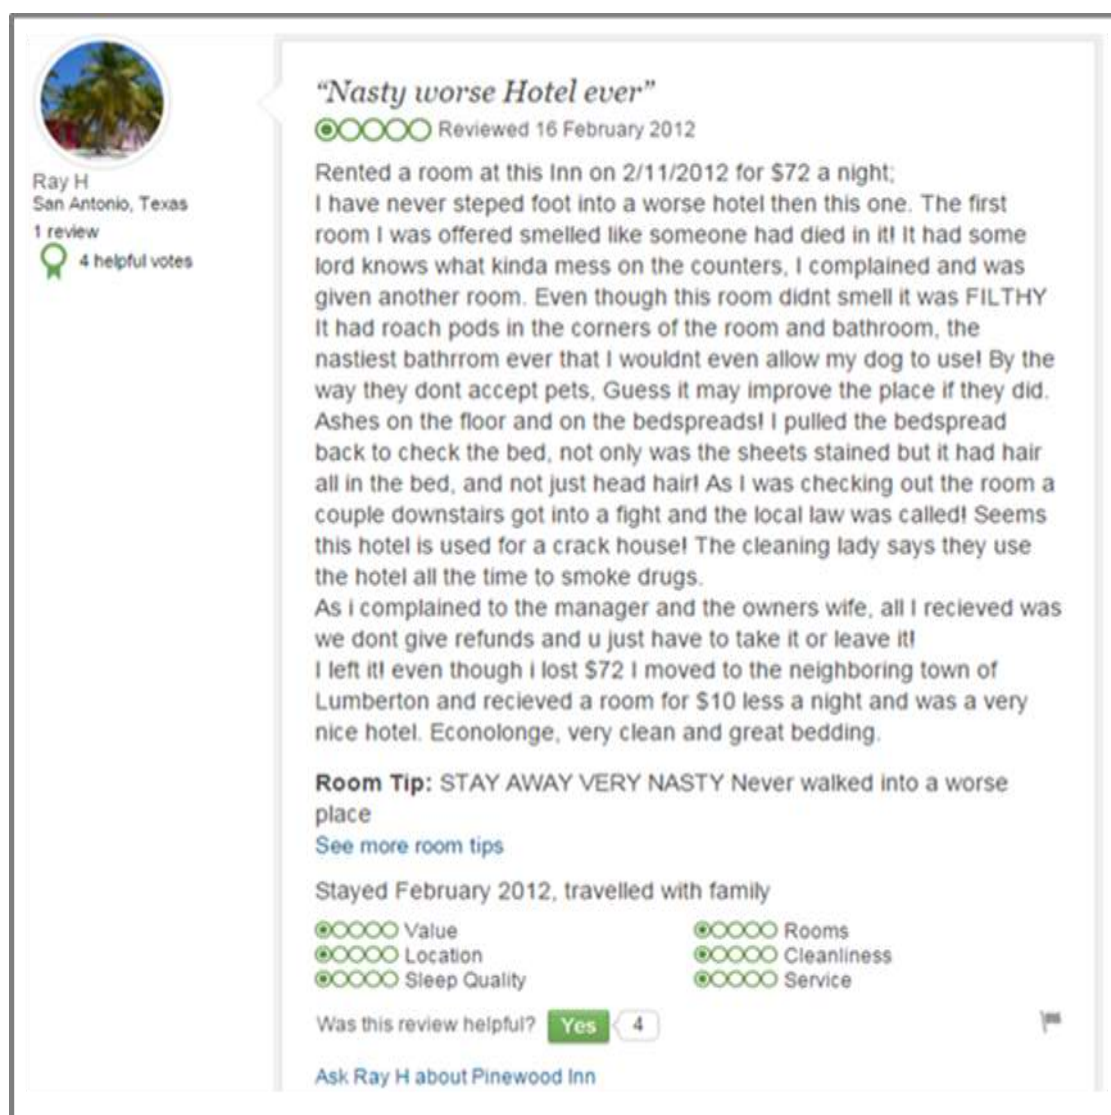 "Nasty worse Hotel ever"
Reviewed 16 February 2012
Ray H
San Antonio, Texas
1 review
4 helpful votes
Rented a room at this Inn on 2/11/2012 for $72 a night;
I have never steped foot into a worse hotel then this one. The first
room I was offered smelled like someone had died in it! It had some
lord knows what kinda mess on the counters, I complained and was
given another room. Even though this room didnt smell it was FILTHY
It had roach pods in the corners of the room and bathroom, the
nastiest bathrrom ever that I wouldnt even allow my dog to use! By the
way they dont accept pets, Guess it may improve the place if they did.
Ashes on the floor and on the bedspreads! I pulled the bedspread
back to check the bed, not only was the sheets stained but it had hair
all in the bed, and not just head hair! As I was checking out the room a
couple downstairs got into a fight and the local law was called! Seems
this hotel is used for a crack house! The cleaning lady says they use
the hotel all the time to smoke drugs.
As i complained to the manager and the owners wife, all I recieved was
we dont give refunds and u just have to take it or leave it!
I left it! even though i lost $72 I moved to the neighboring town of
Lumberton and recieved a room for $10 less a night and was a very
nice hotel. Econolonge, very clean and great bedding.
Room Tip: STAY AWAY VERY NASTY Never walked into a worse
place
See more room tips
Stayed February 2012, travelled with family
Value
Rooms
Location
Cleanliness
Sleep Quality
Service
Was this review helpful? Yes 4
Ask Ray H about Pinewood Inn